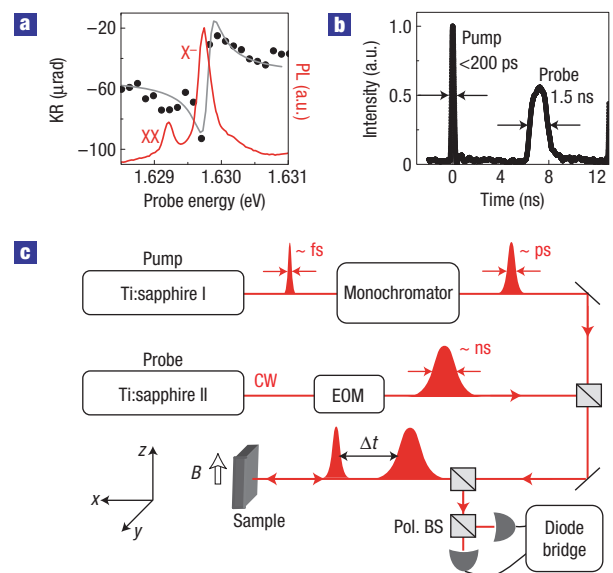 a
KR (μrad)
−20
−60
−100
X−
XX
PL (a.u.)
1.629
1.630
1.631
Probe energy (eV)
b
Intensity (a.u.)
1.0
0.5
0
Pump
<200 ps
Probe
1.5 ns
0
4
8
12
Time (ns)
c
Pump
Ti:sapphire I
~ fs
Monochromator
~ ps
Probe
Ti:sapphire II
CW
EOM
~ ns
z
x
y
B
Sample
Δt
Pol. BS
Diode
bridge